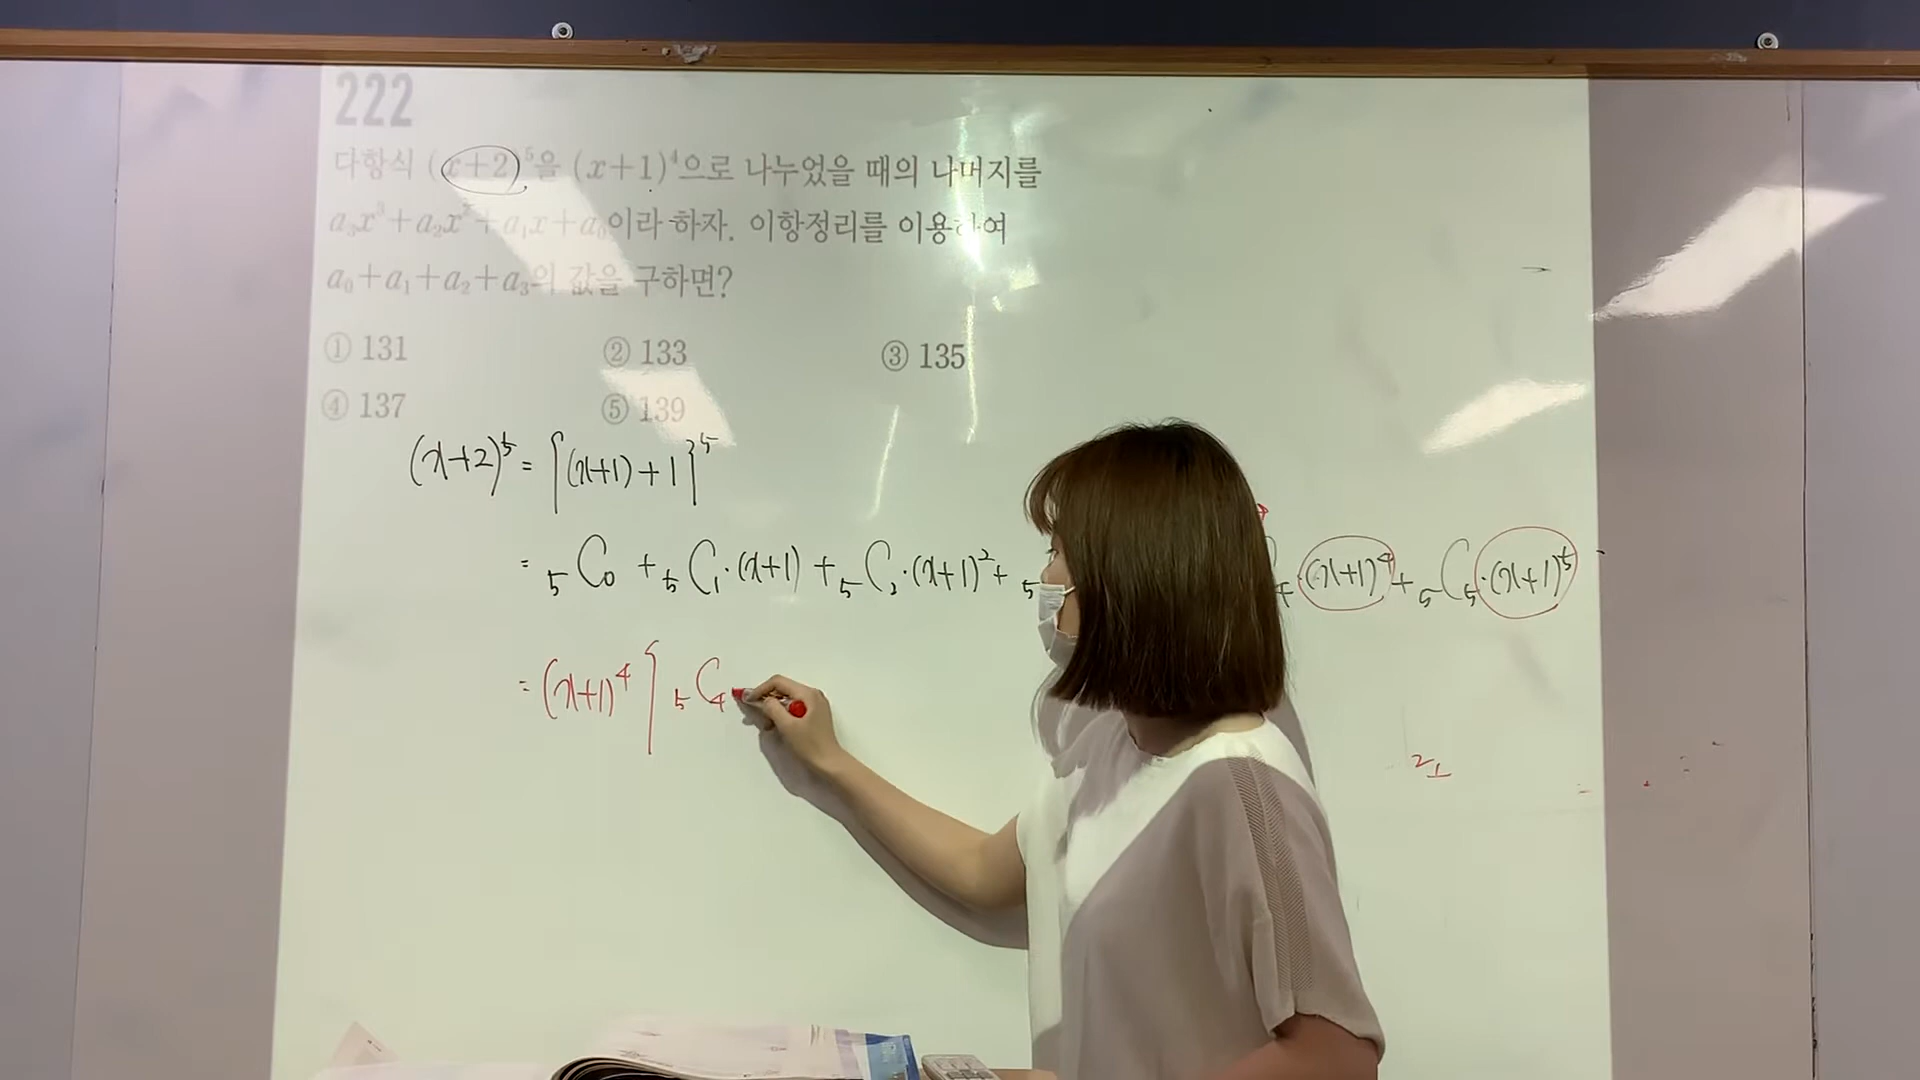 222
다항식 (x+2)⁵을 (x+1)⁴으로 나누었을 때의 나머지를
a₃x³+a₂x²+a₁x+a₀이라 하자. 이항정리를 이용하여
a₀+a₁+a₂+a₃의 값을 구하면?
① 131 ② 133 ③ 135
④ 137 ⑤ 139
(x+2)⁵ = {(x+1)+1}⁵
= ₅C₀ + ₅C₁·(x+1) + ₅C₂·(x+1)² + ₅ ₄·(x+1)⁴ + ₅C₅·(x+1)⁵
= (x+1)⁴ { ₅C₄